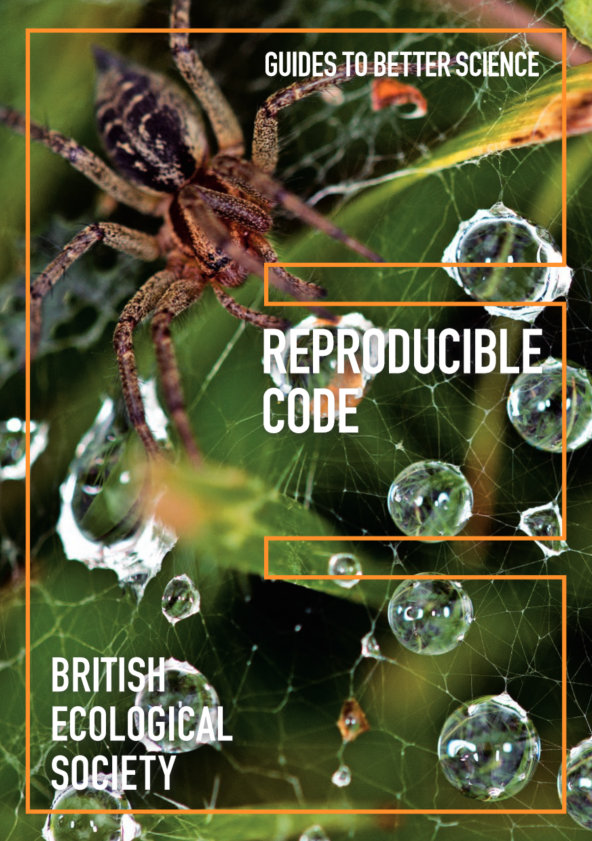 GUIDES TO BETTER SCIENCE
REPRODUCIBLE
CODE
BRITISH
ECOLOGICAL
SOCIETY